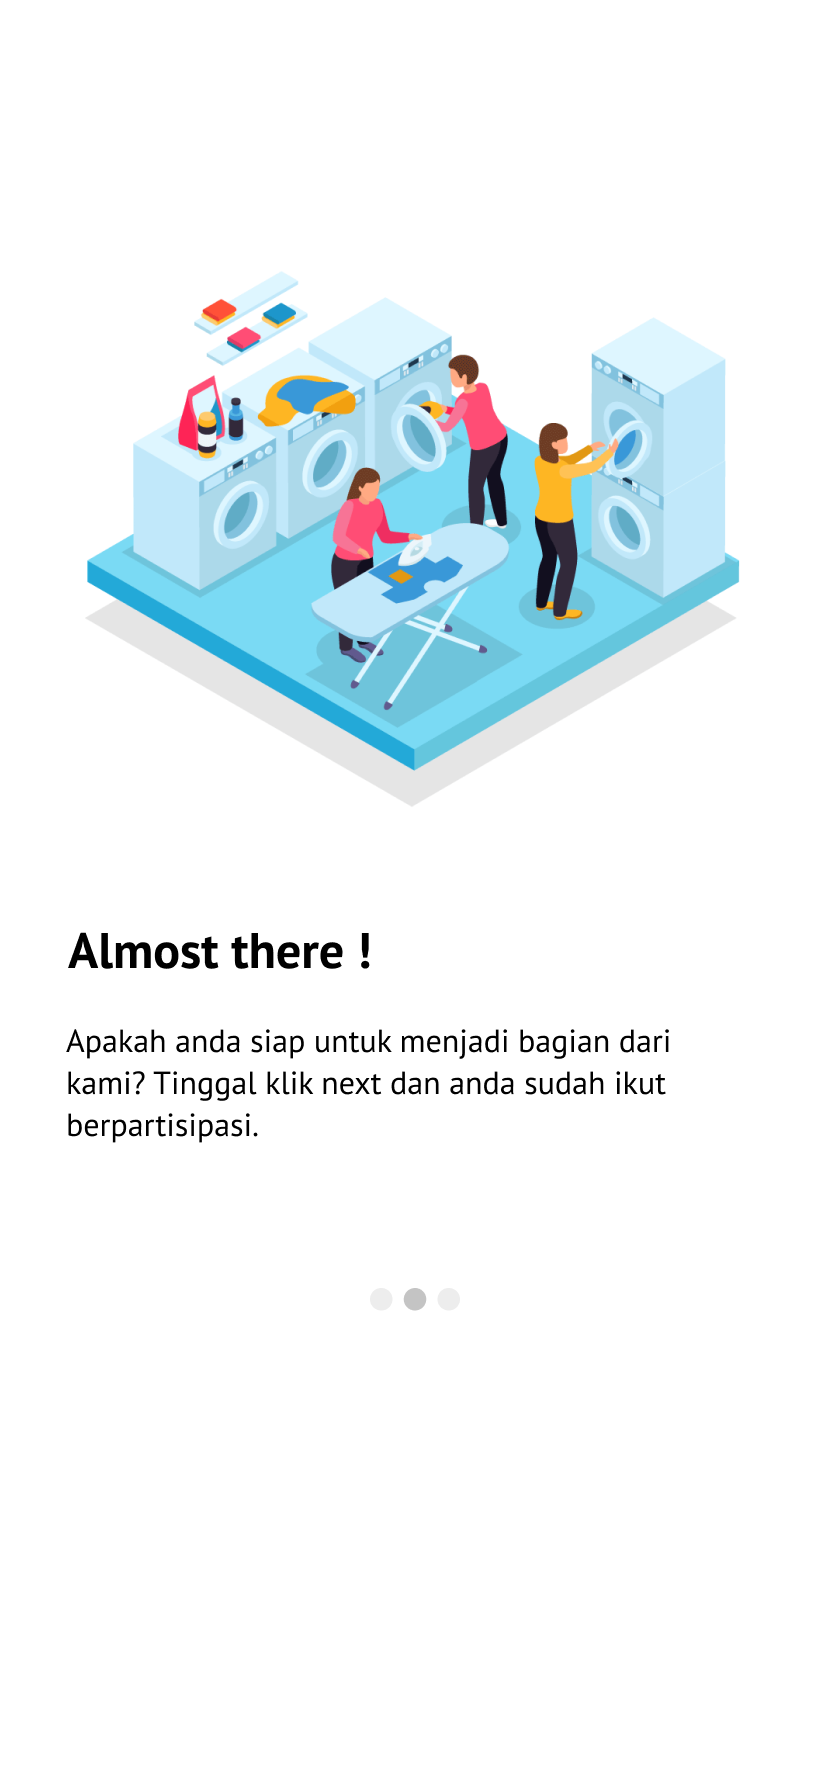 Almost there !
Apakah anda siap untuk menjadi bagian dari
kami? Tinggal klik next dan anda sudah ikut
berpartisipasi.